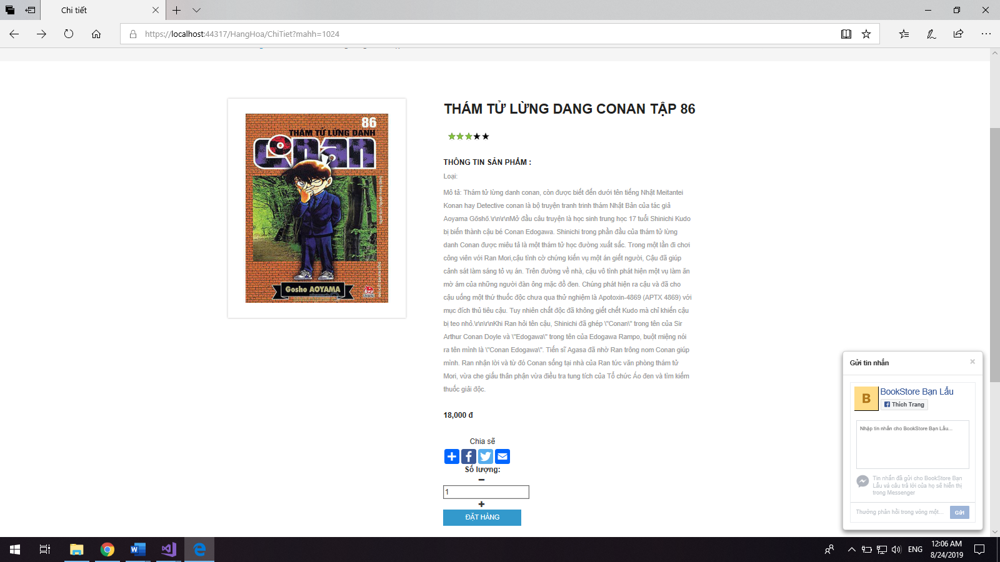 Chi tiết
https://localhost:44317/HangHoa/ChiTiet?mahh=1024
THÁM TỬ LỪNG DANG CONAN TẬP 86
86
THÁM TỬ LỪNG DANH
Conan
Gosho AOYAMA
THÔNG TIN SẢN PHẨM :
Loại:
Mô tả: Thám tử lừng danh conan, còn được biết đến dưới tên tiếng Nhật Meitantei
Konan hay Detective conan là bộ truyện tranh trinh thám Nhật Bản của tác giả
Aoyama Gōshō.\r\n\r\nMở đầu câu truyện là học sinh trung học 17 tuổi Shinichi Kudo
bị biến thành cậu bé Conan Edogawa. Shinichi trong phần đầu của thám tử lừng
danh Conan được miêu tả là một thám tử học đường xuất sắc. Trong một lần đi chơi
công viên với Ran Mori,cậu tình cờ chứng kiến vụ một án giết người, Cậu đã giúp
cảnh sát làm sáng tỏ vụ án. Trên đường về nhà, cậu vô tình phát hiện một vụ làm ăn
mờ ám của những người đàn ông mặc đồ đen. Chúng phát hiện ra cậu và đã cho
cậu uống một thứ thuốc độc chưa qua thử nghiệm là Apotoxin-4869 (APTX 4869) với
mục đích thủ tiêu cậu. Tuy nhiên chất độc đã không giết chết Kudo mà chỉ khiến cậu
bị teo nhỏ.\r\n\r\nKhi Ran hỏi tên cậu, Shinichi đã ghép \"Conan\" trong tên của Sir
Arthur Conan Doyle và \"Edogawa\" trong tên của Edogawa Rampo, buột miệng nói
ra tên mình là \"Conan Edogawa\". Tiến sĩ Agasa đã nhờ Ran trông nom Conan giúp
mình. Ran nhận lời và từ đó Conan sống tại nhà của Ran tức văn phòng thám tử
Mori, vừa che giấu thân phận vừa điều tra tung tích của Tổ chức Áo đen và tìm kiếm
thuốc giải độc.
18,000 đ
Chia sẽ
Số lượng:
1
ĐẶT HÀNG
Gửi tin nhắn
B
BookStore Bạn Lầu
Thích Trang
Nhập tin nhắn cho BookStore Bạn Lầu...
Tin nhắn đã gửi cho BookStore Bạn
Lầu và câu trả lời của họ sẽ hiển thị
trong Messenger
Thường phản hồi trong vòng một...
Gửi
ENG
12:06 AM
8/24/2019